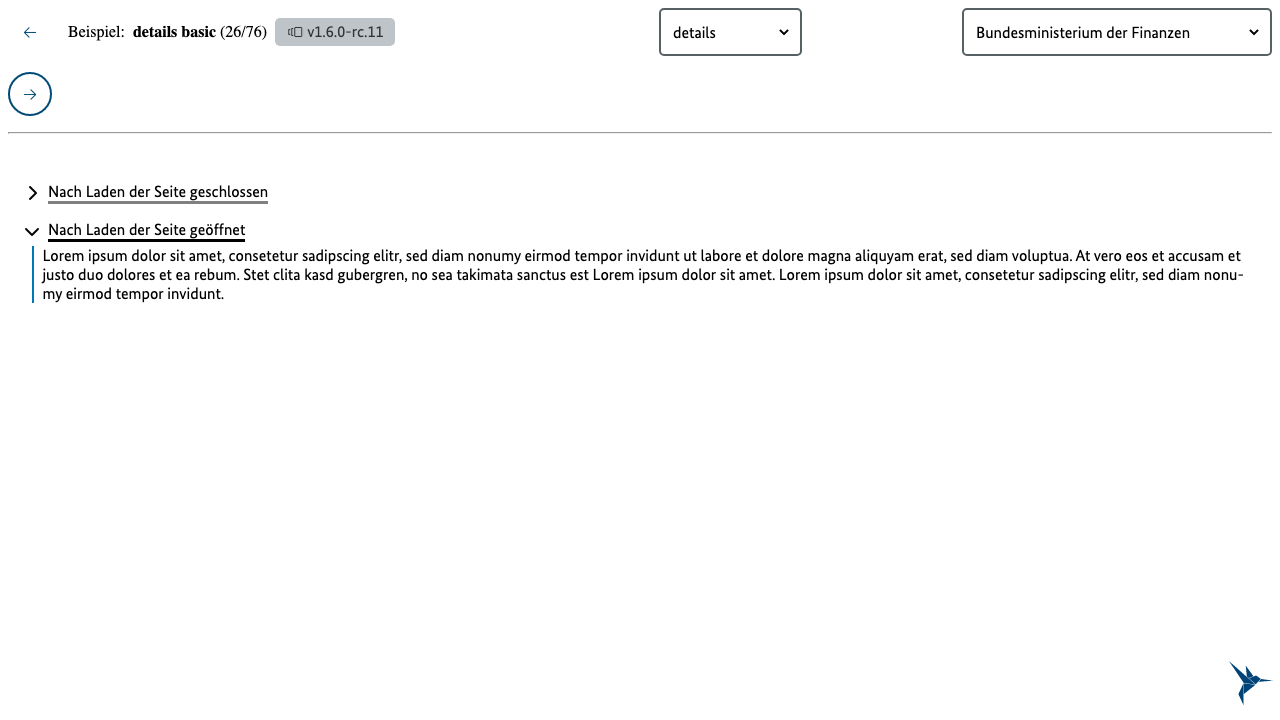 Beispiel: details basic (26/76) v1.6.0-rc.11 details Bundesministerium der Finanzen
Nach Laden der Seite geschlossen
Nach Laden der Seite geöffnet
Lorem ipsum dolor sit amet, consetetur sadipscing elitr, sed diam nonumy eirmod tempor invidunt ut labore et dolore magna aliquyam erat, sed diam voluptua. At vero eos et accusam et
justo duo dolores et ea rebum. Stet clita kasd gubergren, no sea takimata sanctus est Lorem ipsum dolor sit amet. Lorem ipsum dolor sit amet, consetetur sadipscing elitr, sed diam nonu-
my eirmod tempor invidunt.